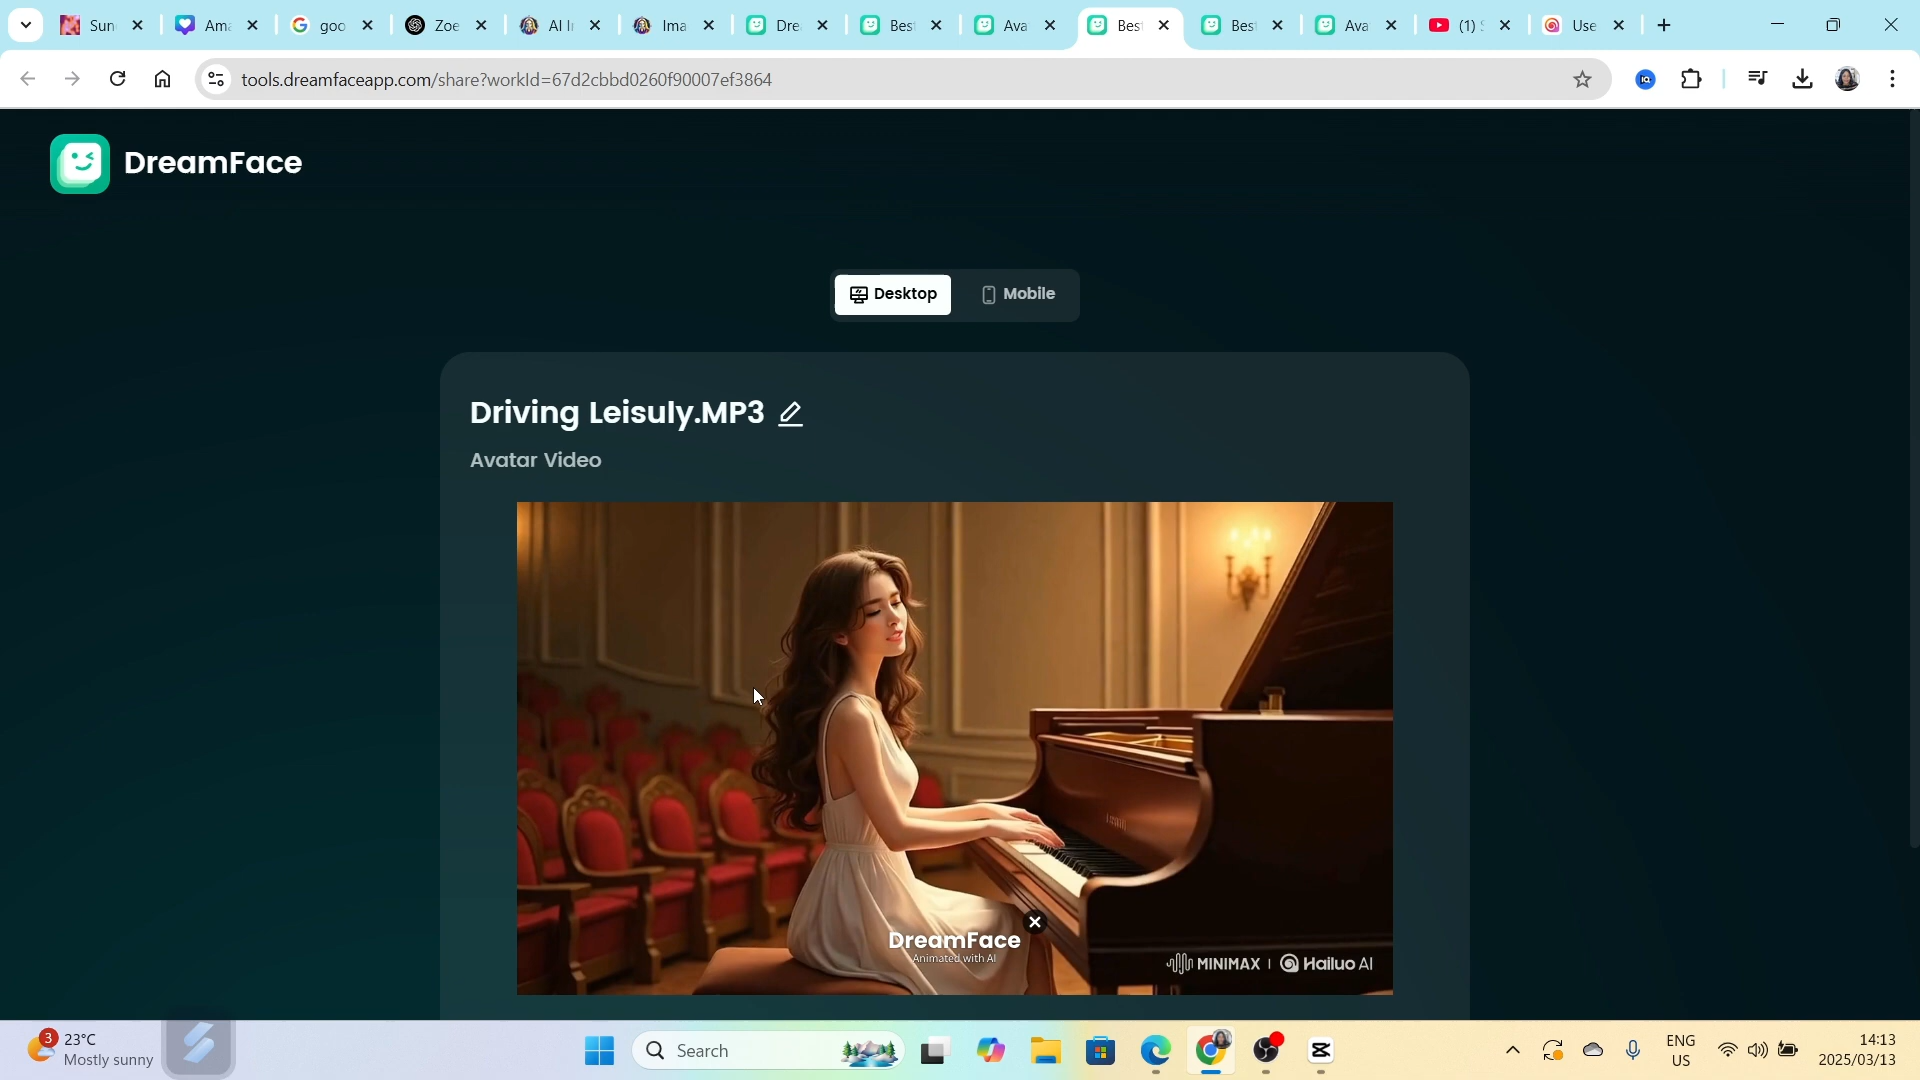 Sun
Ama
goo
Zoe
AI I
Ima
Dre
Best
Ava
Best
Best
Ava
(1) S
Use
tools.dreamfaceapp.com/share?workId=67d2cbbd0260f90007ef3864
DreamFace
Desktop
Mobile
Driving Leisuly.MP3
Avatar Video
DreamFace
Animated with AI
MINIMAX | Hailuo AI
3
23°C
Mostly sunny
Search
ENG
US
14:13
2025/03/13